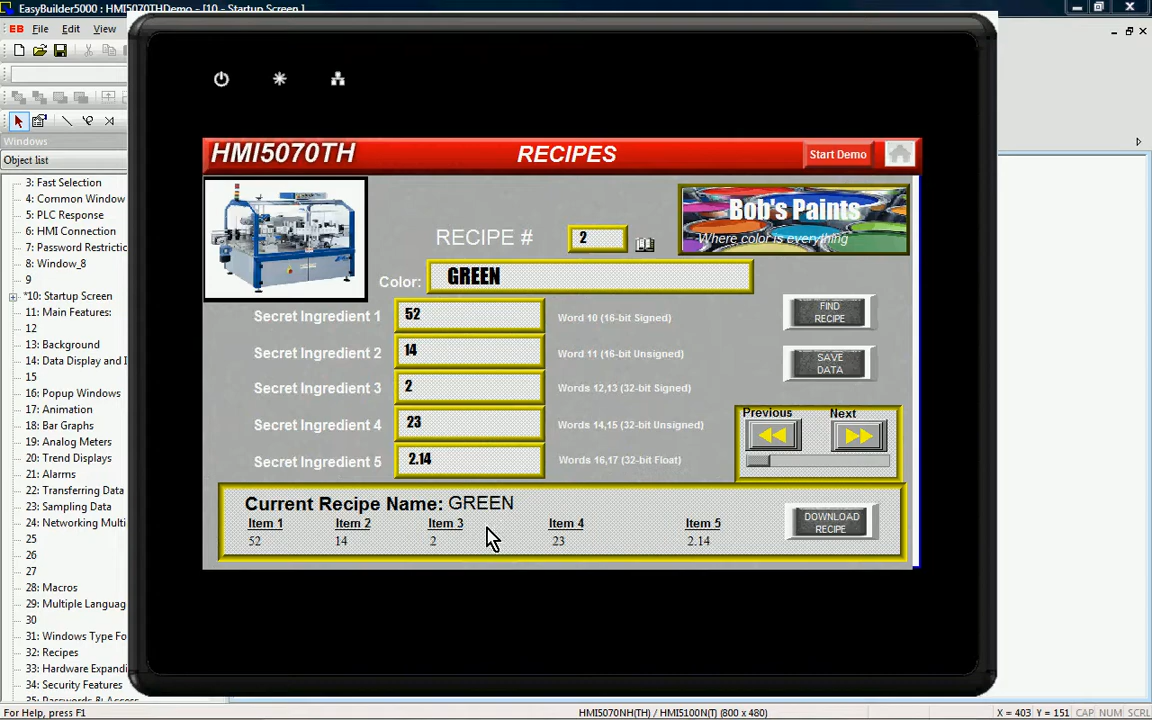 EasyBuilder5000 : HMI5070THDemo - [10 - Startup Screen ]
EB File Edit View
Windows
Object list
3: Fast Selection
4: Common Window
5: PLC Response
6: HMI Connection
7: Password Restrictio
8: Window_8
9
*10: Startup Screen
11: Main Features:
12
13: Background
14: Data Display and I
15
16: Popup Windows
17: Animation
18: Bar Graphs
19: Analog Meters
20: Trend Displays
21: Alarms
22: Transferring Data
23: Sampling Data
24: Networking Multi
25
26
27
28: Macros
29: Multiple Languag
30
31: Windows Type Fo
32: Recipes
33: Hardware Expandi
34: Security Features
HMI5070TH
RECIPES
Start Demo
Bob's Paints
Where color is everything
RECIPE # 2
Color: GREEN
Secret Ingredient 1 52 Word 10 (16-bit Signed)
Secret Ingredient 2 14 Word 11 (16-bit Unsigned)
Secret Ingredient 3 2 Words 12,13 (32-bit Signed)
Secret Ingredient 4 23 Words 14,15 (32-bit Unsigned)
Secret Ingredient 5 2.14 Words 16,17 (32-bit Float)
FIND
RECIPE
SAVE
DATA
Previous Next
Current Recipe Name: GREEN
Item 1 Item 2 Item 3 Item 4 Item 5
52 14 2 23 2.14
DOWNLOAD
RECIPE
For Help, press F1
HMI5070NH(TH) / HMI5100N(T) (800 x 480)
X = 403 Y = 151 CAP NUM SCRL